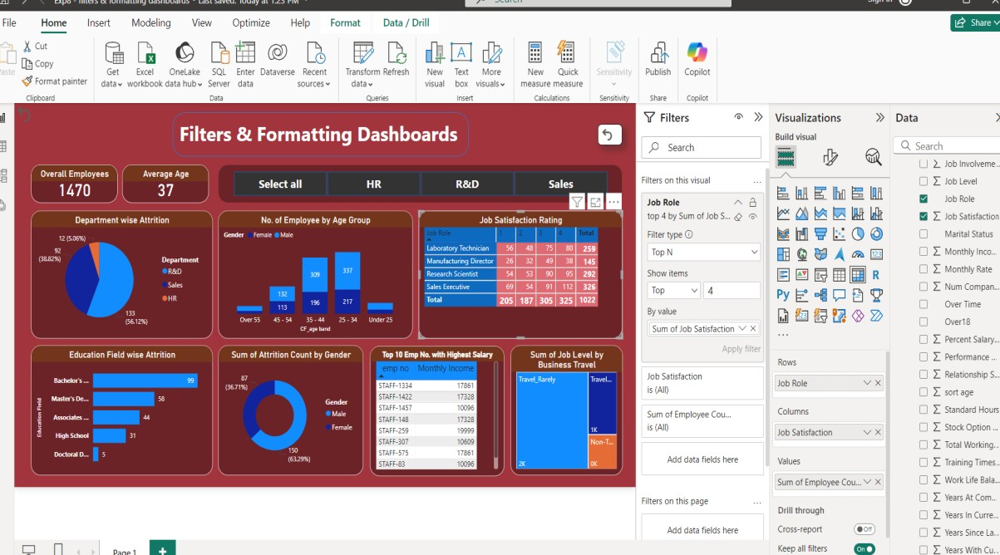 Exp8 - filters & formatting dashboards • Last saved: Today at 1:23 PM
Search
Sign in
File Home Insert Modeling View Optimize Help Format Data / Drill
Share
Cut
Copy
Format painter
Clipboard
Get data
Excel workbook
OneLake data hub
SQL Server
Enter data
Dataverse
Recent sources
Data
Transform data
Refresh
Queries
New visual
Text box
More visuals
Insert
New measure
Quick measure
Calculations
Sensitivity
Sensitivity
Publish
Share
Copilot
Copilot
Filters & Formatting Dashboards
Overall Employees
1470
Average Age
37
Select all HR R&D Sales
Department wise Attrition
12 (5.06%)
92
(38.82%)
133
(56.12%)
Department
R&D
Sales
HR
No. of Employee by Age Group
Gender Female Male
132
113
309
196
337
217
Over 55 45 - 54 35 - 44 25 - 34 Under 25
CF_age band
Job Satisfaction Rating
Job Role 1 2 3 4 Total
Laboratory Technician 56 48 75 80 259
Manufacturing Director 26 32 49 38 145
Research Scientist 54 53 90 95 292
Sales Executive 69 54 91 112 326
Total 205 187 305 325 1022
Education Field wise Attrition
Education Field
Bachelor's ... 99
Master's De... 58
Associates ... 44
High School 31
Doctoral D... 5
Sum of Attrition Count by Gender
87
(36.71%)
150
(63.29%)
Gender
Male
Female
Top 10 Emp No. with Highest Salary
emp no Monthly Income
STAFF-1334 17861
STAFF-1422 17328
STAFF-1457 10096
STAFF-148 17328
STAFF-259 19999
STAFF-307 10609
STAFF-575 17861
STAFF-83 10096
Sum of Job Level by
Business Travel
Travel_Rarely
2K
Travel...
1K
Non-T...
0K
Page 1
Filters
Search
Filters on this visual
Job Role
top 4 by Sum of Job S...
Filter type
Top N
Show items
Top 4
By value
Sum of Job Satisfaction
Apply filter
Job Satisfaction
is (All)
Sum of Employee Cou...
is (All)
Add data fields here
Filters on this page
Add data fields here
Visualizations
Build visual
123
R
Py
Rows
Job Role
Columns
Job Satisfaction
Values
Sum of Employee Cou...
Drill through
Cross-report
Off
Keep all filters
On
Data
Search
Job Involveme...
Job Level
Job Role
Job Satisfaction
Marital Status
Monthly Inco...
Monthly Rate
Num Compan...
Over Time
Over18
Percent Salary...
Performance ...
Relationship S...
sort age
Standard Hours
Stock Option ...
Total Working...
Training Times...
Work Life Bala...
Years At Com...
Years In Curre...
Years Since La...
Years With Cu...